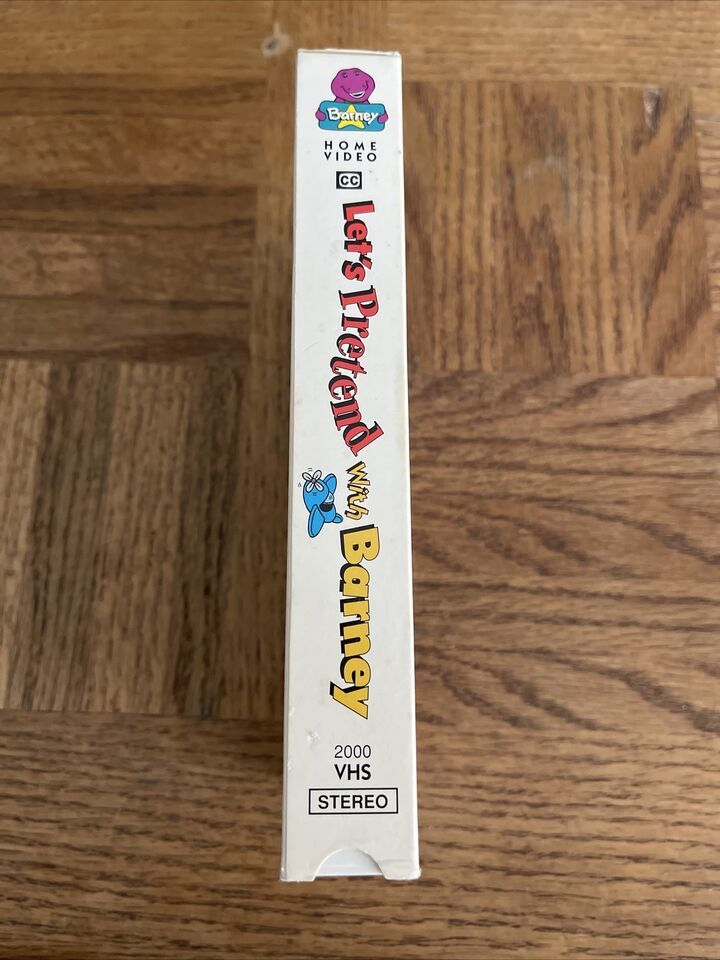 Barney
HOME
VIDEO
CC
Let's Pretend With Barney
2000
VHS
STEREO